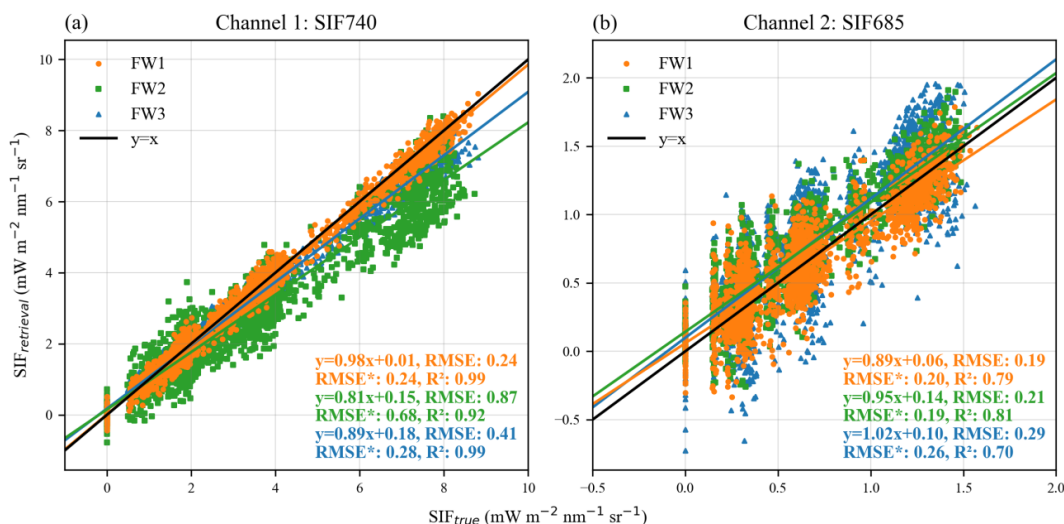 (a) Channel 1: SIF740
FW1
FW2
FW3
y=x
10
8
6
4
2
0
y=0.98x+0.01, RMSE: 0.24
RMSE*: 0.24, R²: 0.99
y=0.81x+0.15, RMSE: 0.87
RMSE*: 0.68, R²: 0.92
y=0.89x+0.18, RMSE: 0.41
RMSE*: 0.28, R²: 0.99
0 2 4 6 8 10
SIFretrieval (mW m⁻² nm⁻¹ sr⁻¹)
(b) Channel 2: SIF685
FW1
FW2
FW3
y=x
2.0
1.5
1.0
0.5
0.0
−0.5
y=0.89x+0.06, RMSE: 0.19
RMSE*: 0.20, R²: 0.79
y=0.95x+0.14, RMSE: 0.21
RMSE*: 0.19, R²: 0.81
y=1.02x+0.10, RMSE: 0.29
RMSE*: 0.26, R²: 0.70
−0.5 0.0 0.5 1.0 1.5 2.0
SIFtrue (mW m⁻² nm⁻¹ sr⁻¹)